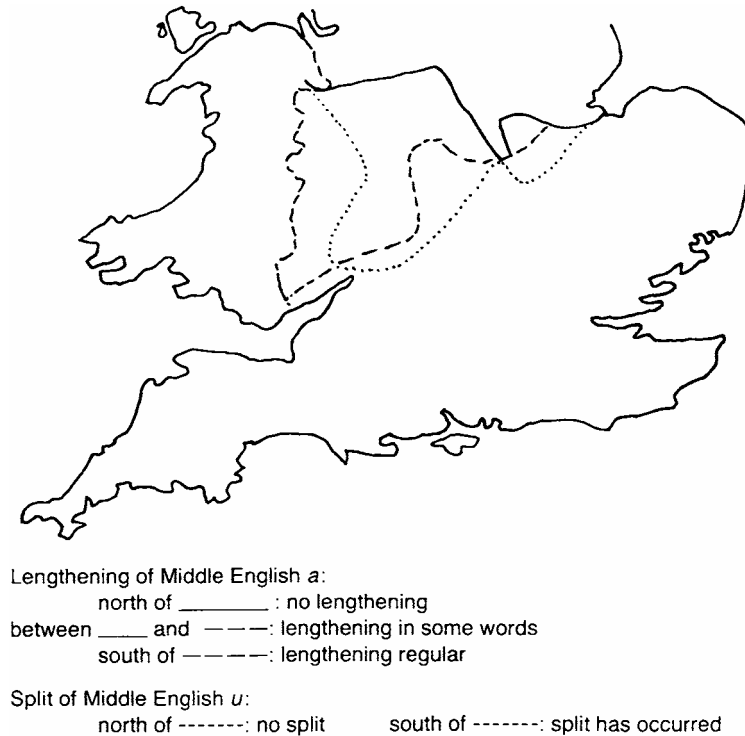 Lengthening of Middle English a:
north of ________ : no lengthening
between ____ and — — —: lengthening in some words
south of — — — —: lengthening regular
Split of Middle English u:
north of -------: no split south of -------: split has occurred